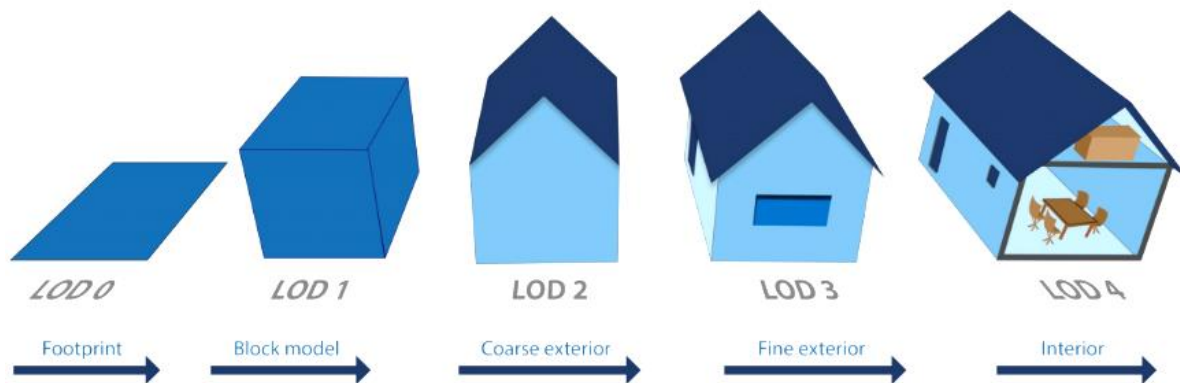 LOD 0
LOD 1
LOD 2
LOD 3
LOD 4
Footprint
Block model
Coarse exterior
Fine exterior
Interior